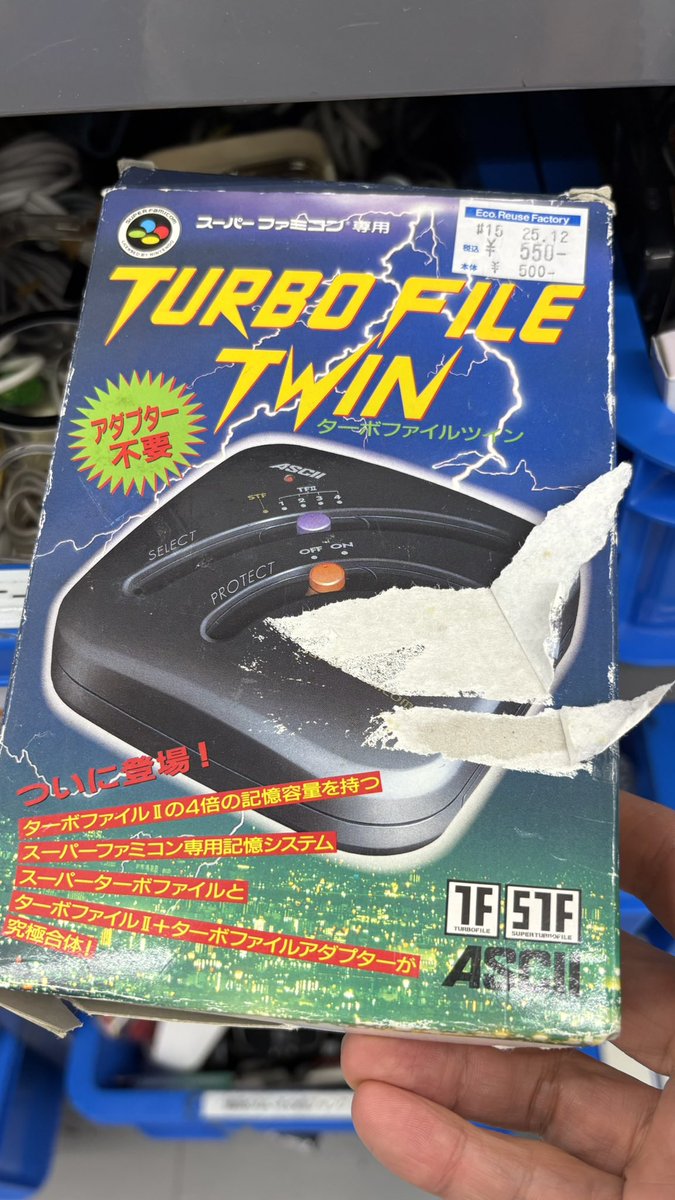 Eco.Reuse Factory
#15 25.12
税込 ¥ 550-
本体 ¥ 500-
SUPER FAMICOM
スーパーファミコン®専用
TURBO FILE
TWIN
ターボファイルツイン
アダプター
不要
ASCII
TFII
STF 1 2 3 4
SELECT
OFF ON
PROTECT
ついに登場!
ターボファイルIIの4倍の記憶容量を持つ
スーパーファミコン専用記憶システム
スーパーターボファイルと
ターボファイルII+ターボファイルアダプターが
究極合体!
TF STF
TURBOFILE SUPERTURBOFILE
ASCII